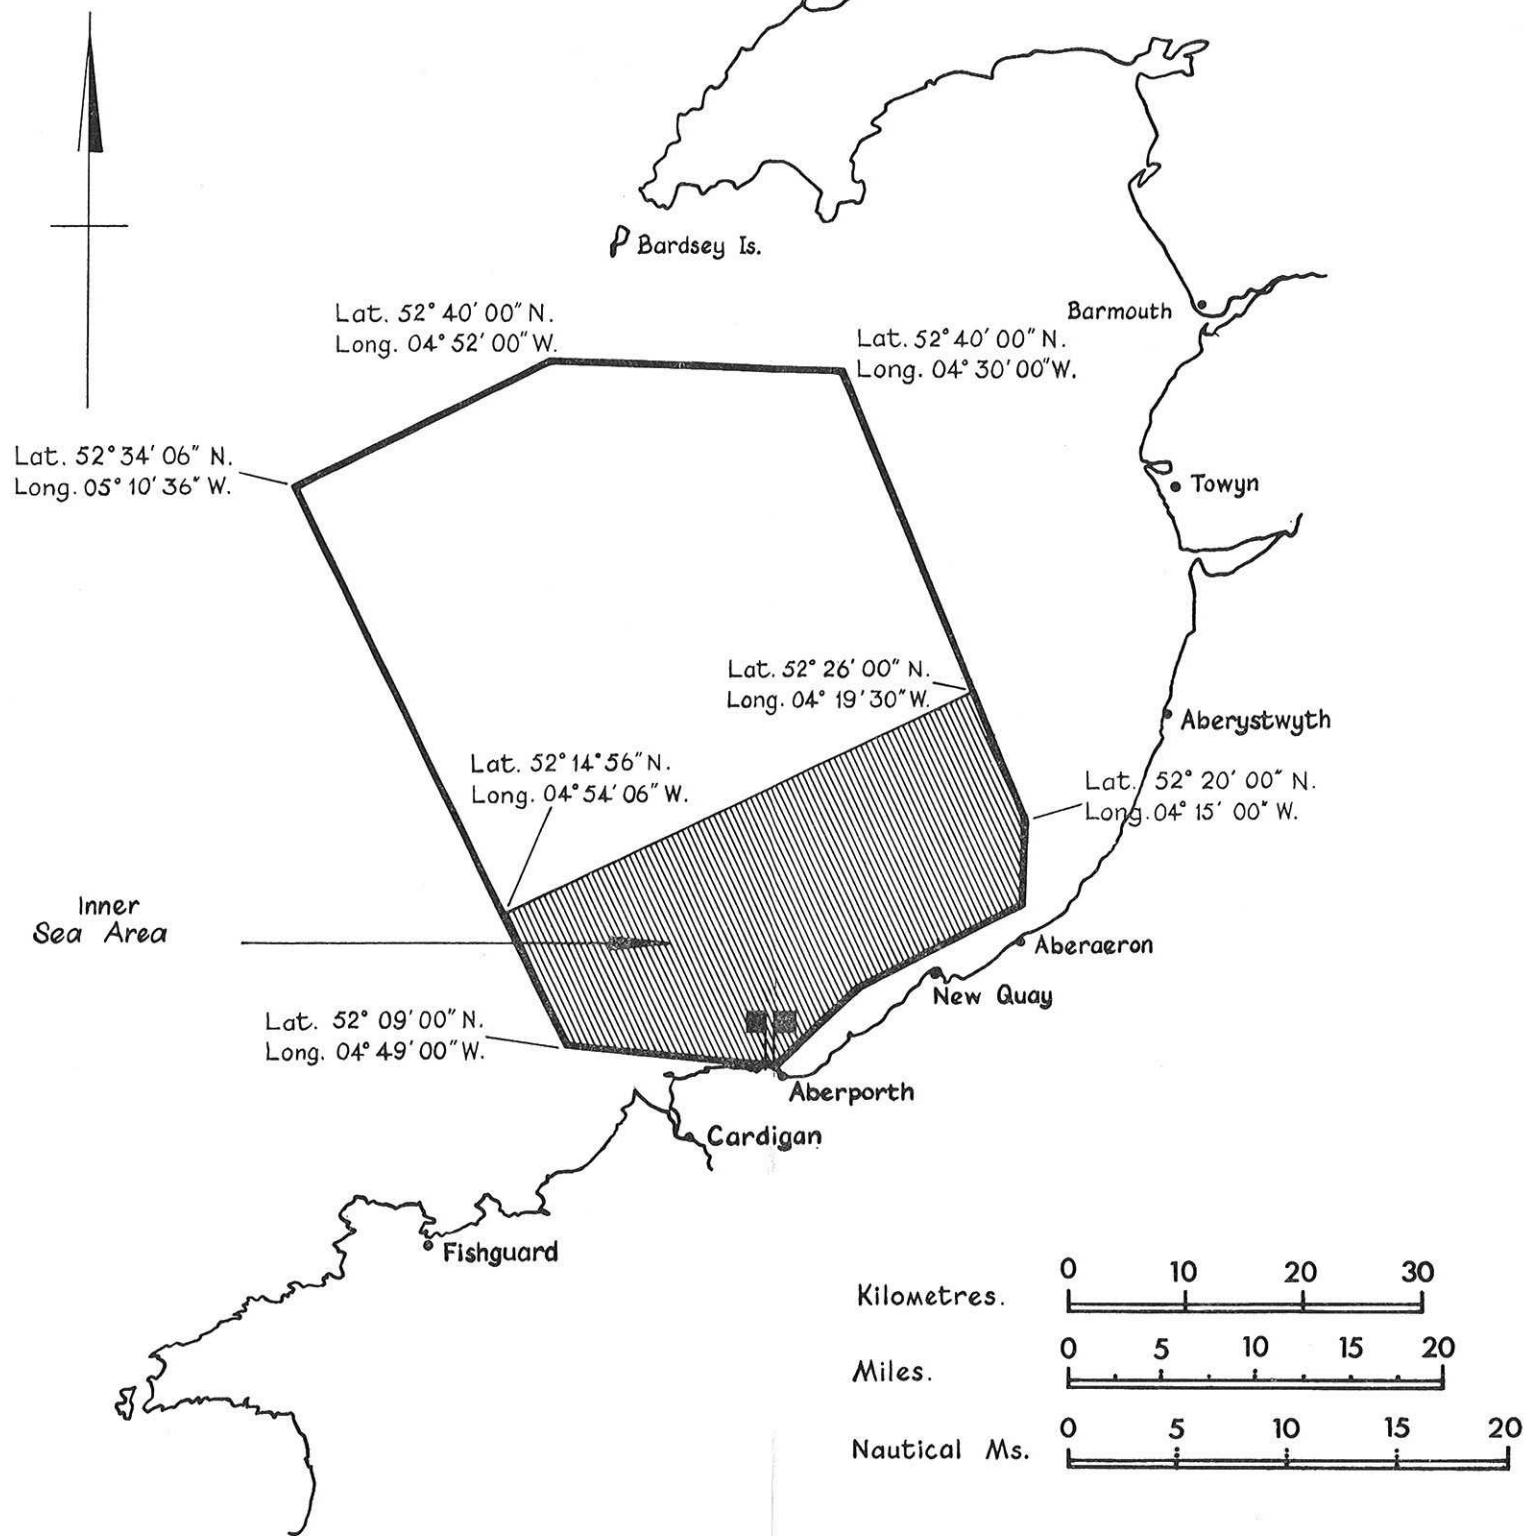 Bardsey Is.
Barmouth
Lat. 52° 40' 00" N.
Long. 04° 52' 00" W.
Lat. 52° 40' 00" N.
Long. 04° 30' 00" W.
Lat. 52° 34' 06" N.
Long. 05° 10' 36" W.
Towyn
Lat. 52° 26' 00" N.
Long. 04° 19' 30" W.
Aberystwyth
Lat. 52° 14° 56" N.
Long. 04° 54' 06" W.
Lat. 52° 20' 00" N.
Long. 04° 15' 00" W.
Inner
Sea Area
Aberaeron
New Quay
Lat. 52° 09' 00" N.
Long. 04° 49' 00" W.
Aberporth
Cardigan
Fishguard
0 10 20 30
Kilometres.
0 5 10 15 20
Miles.
0 5 10 15 20
Nautical Ms.